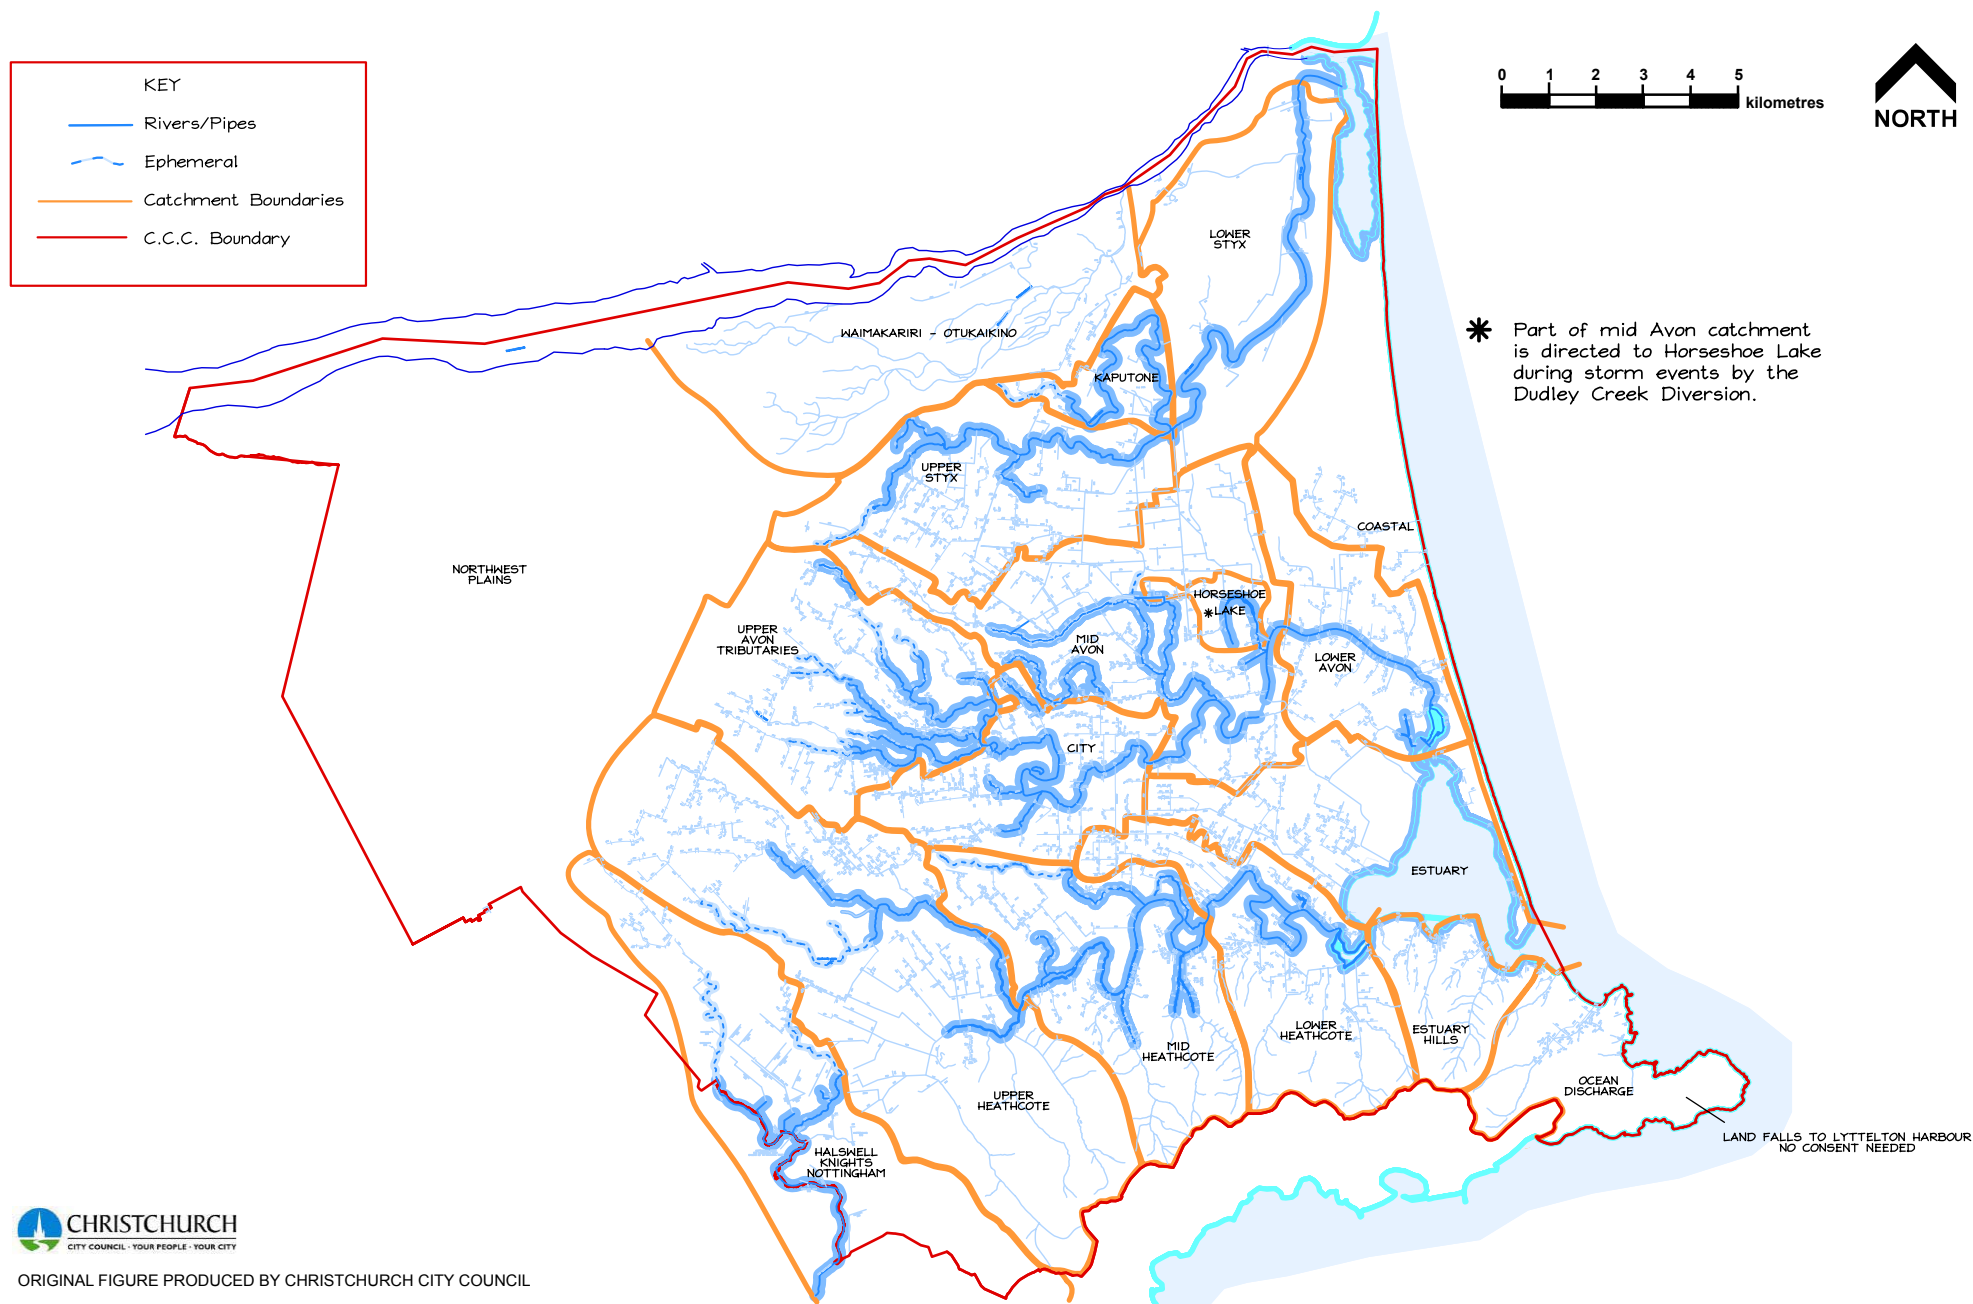 KEY
Rivers/Pipes
Ephemeral
Catchment Boundaries
C.C.C. Boundary
0 1 2 3 4 5
kilometres
NORTH
LOWER
STYX
WAIMAKARIRI - OTUKAIKINO
✱ Part of mid Avon catchment
is directed to Horseshoe Lake
during storm events by the
Dudley Creek Diversion.
KAPUTONE
UPPER
STYX
COASTAL
NORTHWEST
PLAINS
HORSESHOE
✱LAKE
UPPER
AVON
TRIBUTARIES
MID
AVON
LOWER
AVON
CITY
ESTUARY
LOWER
HEATHCOTE
ESTUARY
HILLS
MID
HEATHCOTE
UPPER
HEATHCOTE
OCEAN
DISCHARGE
LAND FALLS TO LYTTELTON HARBOUR
NO CONSENT NEEDED
HALSWELL
KNIGHTS
NOTTINGHAM
CHRISTCHURCH
CITY COUNCIL · YOUR PEOPLE · YOUR CITY
ORIGINAL FIGURE PRODUCED BY CHRISTCHURCH CITY COUNCIL